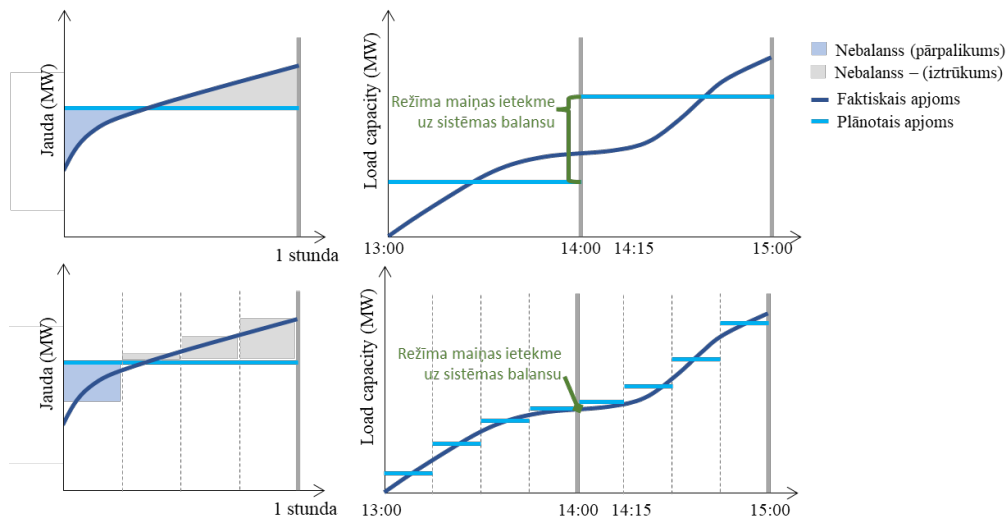 Jauda (MW)
1 stunda
Load capacity (MW)
Režīma maiņas ietekme
uz sistēmas balansu
13:00
14:00
14:15
15:00
Nebalanss (pārpalikums)
Nebalanss – (iztrūkums)
Faktiskais apjoms
Plānotais apjoms
Jauda (MW)
1 stunda
Load capacity (MW)
Režīma maiņas ietekme
uz sistēmas balansu
13:00
14:00
14:15
15:00